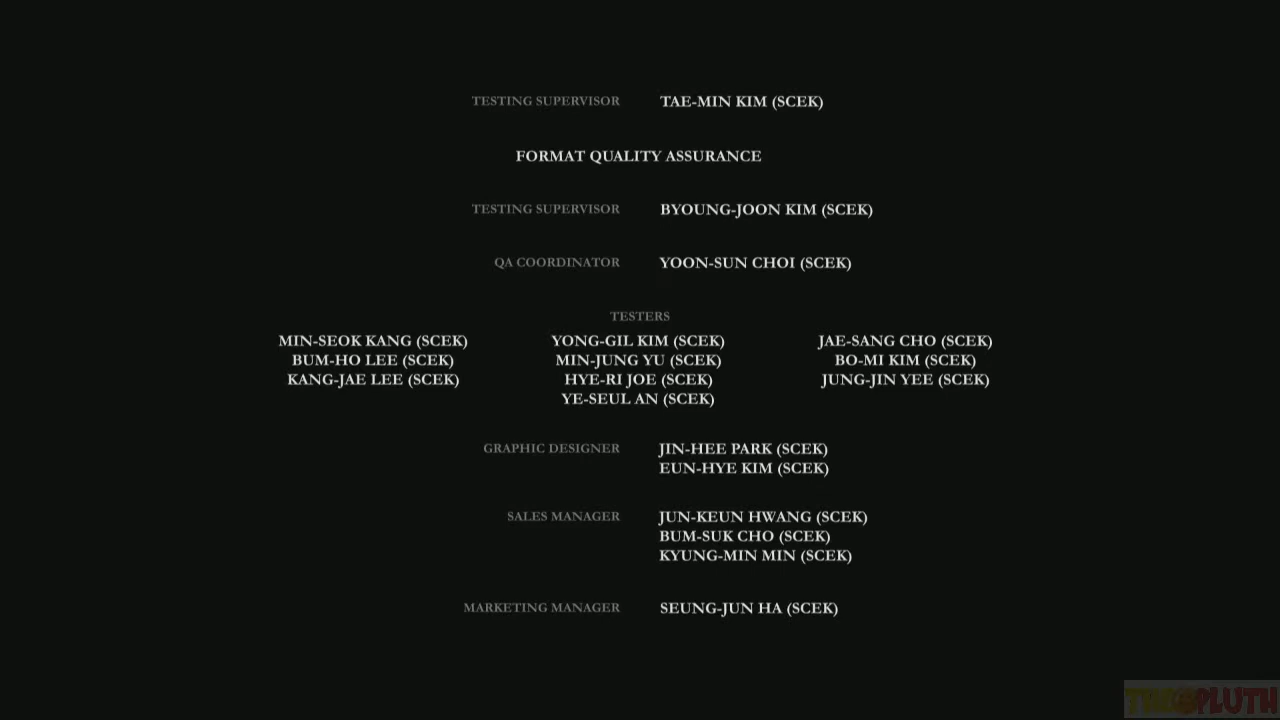 TESTING SUPERVISOR TAE-MIN KIM (SCEK)
FORMAT QUALITY ASSURANCE
TESTING SUPERVISOR BYOUNG-JOON KIM (SCEK)
QA COORDINATOR YOON-SUN CHOI (SCEK)
TESTERS
MIN-SEOK KANG (SCEK) YONG-GIL KIM (SCEK) JAE-SANG CHO (SCEK)
BUM-HO LEE (SCEK) MIN-JUNG YU (SCEK) BO-MI KIM (SCEK)
KANG-JAE LEE (SCEK) HYE-RI JOE (SCEK) JUNG-JIN YEE (SCEK)
YE-SEUL AN (SCEK)
GRAPHIC DESIGNER JIN-HEE PARK (SCEK)
EUN-HYE KIM (SCEK)
SALES MANAGER JUN-KEUN HWANG (SCEK)
BUM-SUK CHO (SCEK)
KYUNG-MIN MIN (SCEK)
MARKETING MANAGER SEUNG-JUN HA (SCEK)